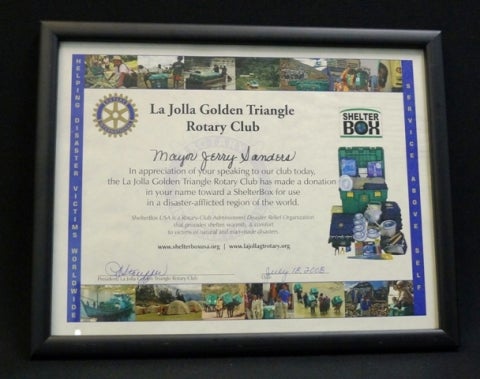 La Jolla Golden Triangle
Rotary Club
SHELTER
BOX
Mayor Jerry Sanders
In appreciation of your speaking to our club today,
the La Jolla Golden Triangle Rotary Club has made a donation
in your name toward a ShelterBox for use
in a disaster-afflicted region of the world.
ShelterBox USA is a Rotary Club Administered Disaster Relief Organization
that provides shelter, warmth, & comfort
to victims of natural and man-made disasters.
www.shelterboxusa.org | www.lajollagtrotary.org
July 18, 2008
President, La Jolla Golden Triangle Rotary Club
HELPING DISASTER VICTIMS WORLDWIDE
SERVICE ABOVE SELF